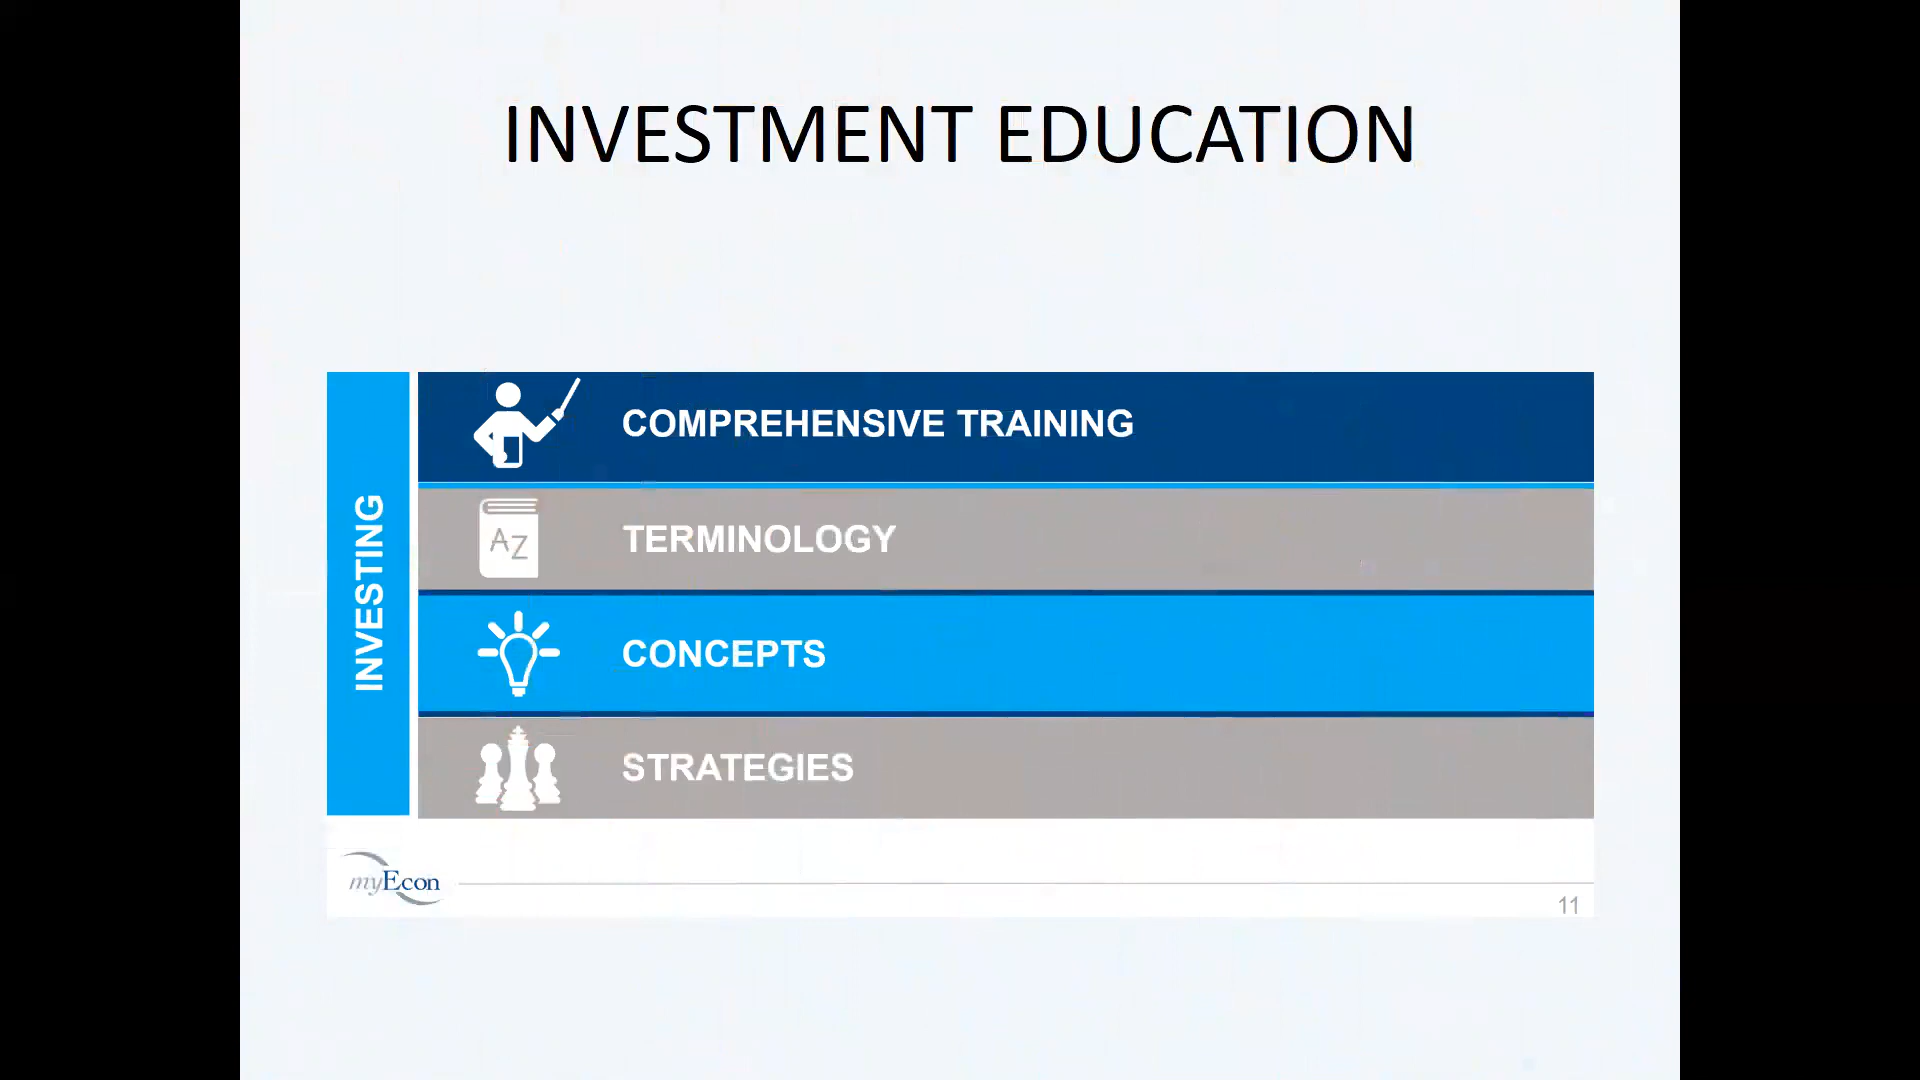 INVESTMENT EDUCATION
INVESTING
COMPREHENSIVE TRAINING
AZ
TERMINOLOGY
CONCEPTS
STRATEGIES
myEcon
11